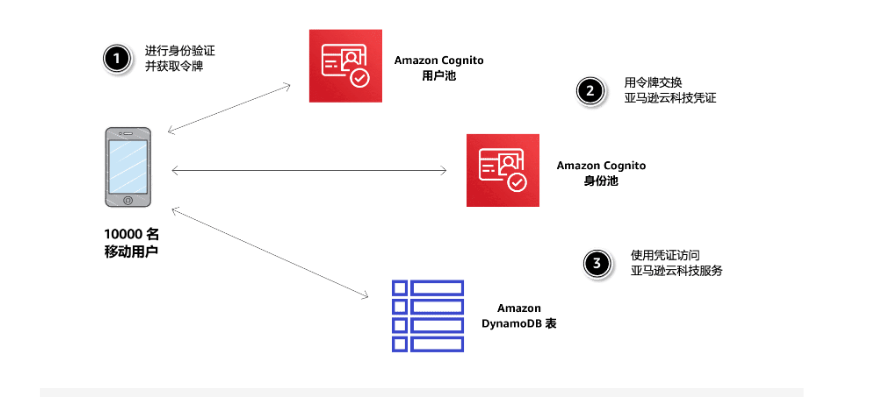 1
进行身份验证
并获取令牌
Amazon Cognito
用户池
2
用令牌交换
亚马逊云科技凭证
Amazon Cognito
身份池
10000 名
移动用户
3
使用凭证访问
亚马逊云科技服务
Amazon
DynamoDB 表